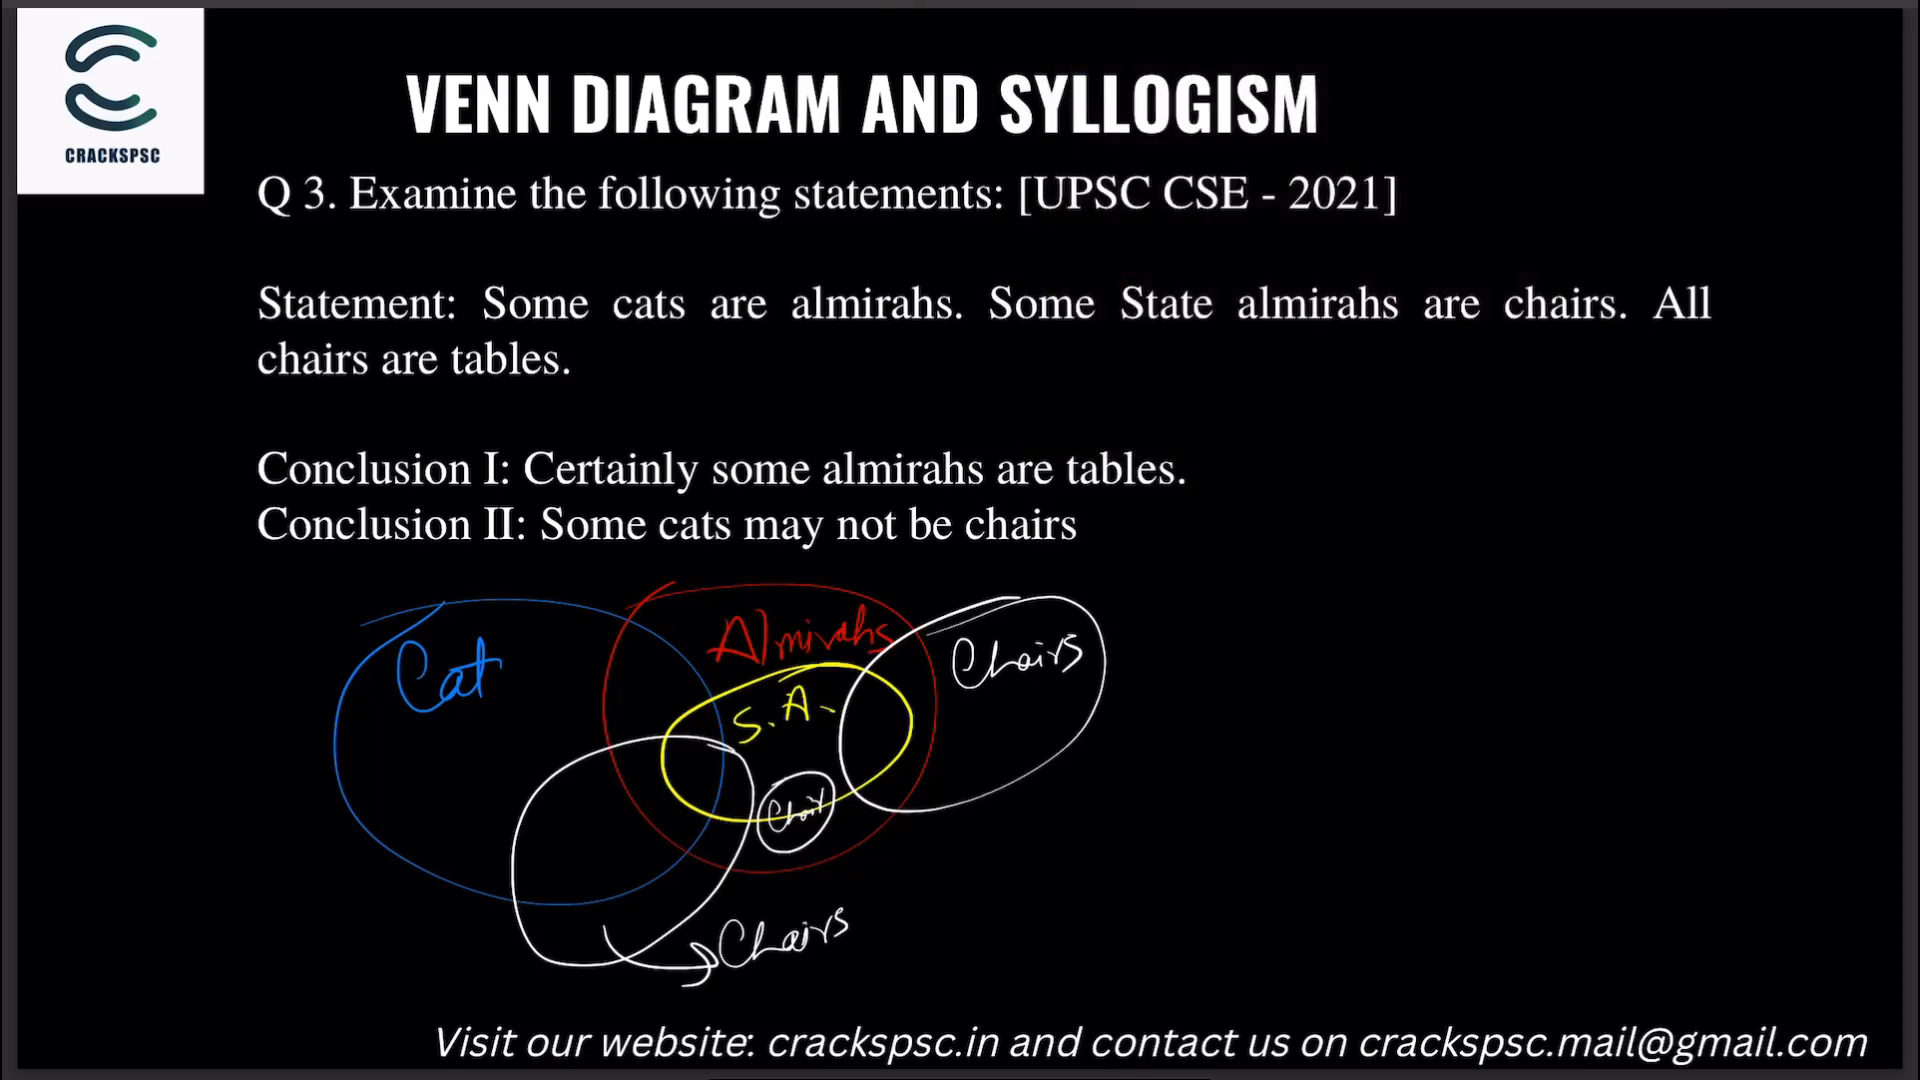 CRACKSPSC
VENN DIAGRAM AND SYLLOGISM
Q 3. Examine the following statements: [UPSC CSE - 2021]
Statement: Some cats are almirahs. Some State almirahs are chairs. All
chairs are tables.
Conclusion I: Certainly some almirahs are tables.
Conclusion II: Some cats may not be chairs
Cat
Almirahs
Chairs
S.A.
Chair
Chairs
Visit our website: crackspsc.in and contact us on crackspsc.mail@gmail.com